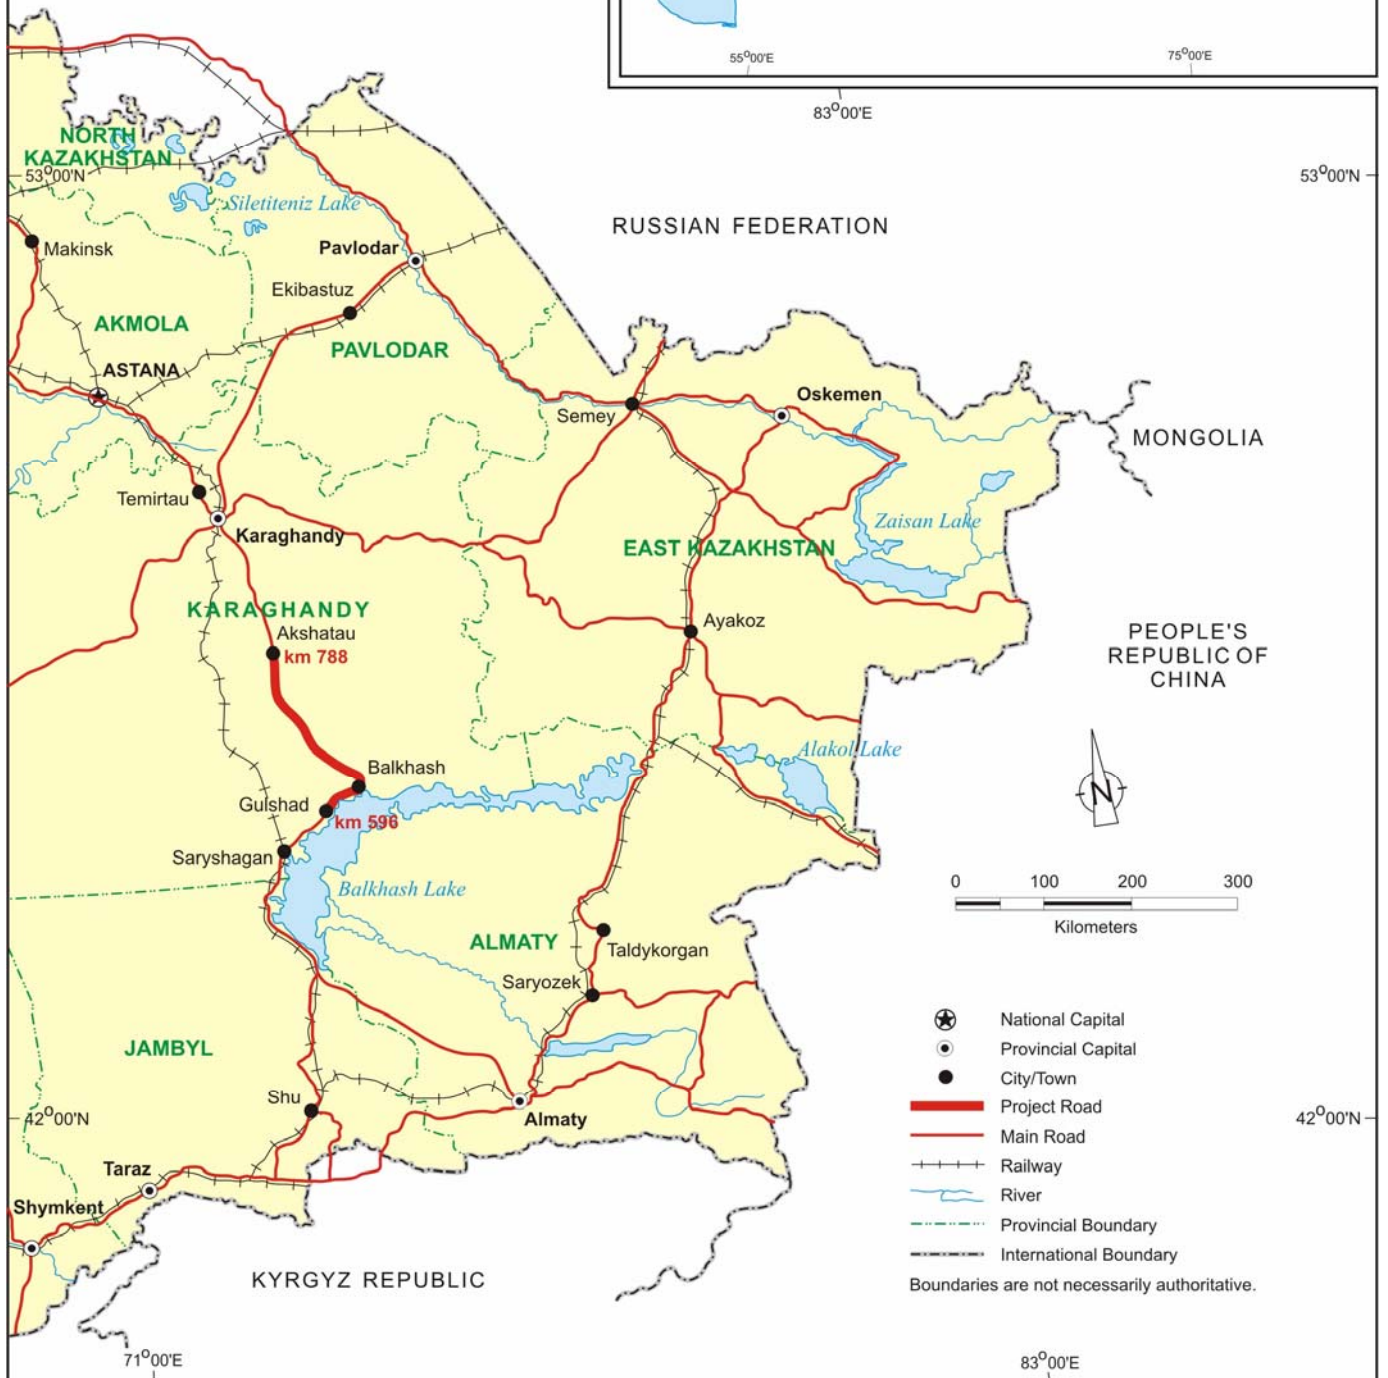 55°00'E
75°00'E
83°00'E
NORTH
KAZAKHSTAN
53°00'N
53°00'N
Siletiteniz Lake
RUSSIAN FEDERATION
Makinsk
Pavlodar
Ekibastuz
AKMOLA
PAVLODAR
ASTANA
Oskemen
Semey
MONGOLIA
Temirtau
Zaisan Lake
Karaghandy
EAST KAZAKHSTAN
KARAGHANDY
Akshatau
km 788
Ayakoz
PEOPLE'S
REPUBLIC OF
CHINA
Alakol Lake
Balkhash
N
Gulshad
km 596
Saryshagan
Balkhash Lake
0 100 200 300
Kilometers
ALMATY
Taldykorgan
Saryozek
National Capital
JAMBYL
Provincial Capital
City/Town
Shu
Project Road
42°00'N
Almaty
42°00'N
Main Road
Railway
Taraz
River
Shymkent
Provincial Boundary
International Boundary
KYRGYZ REPUBLIC
Boundaries are not necessarily authoritative.
71°00'E
83°00'E